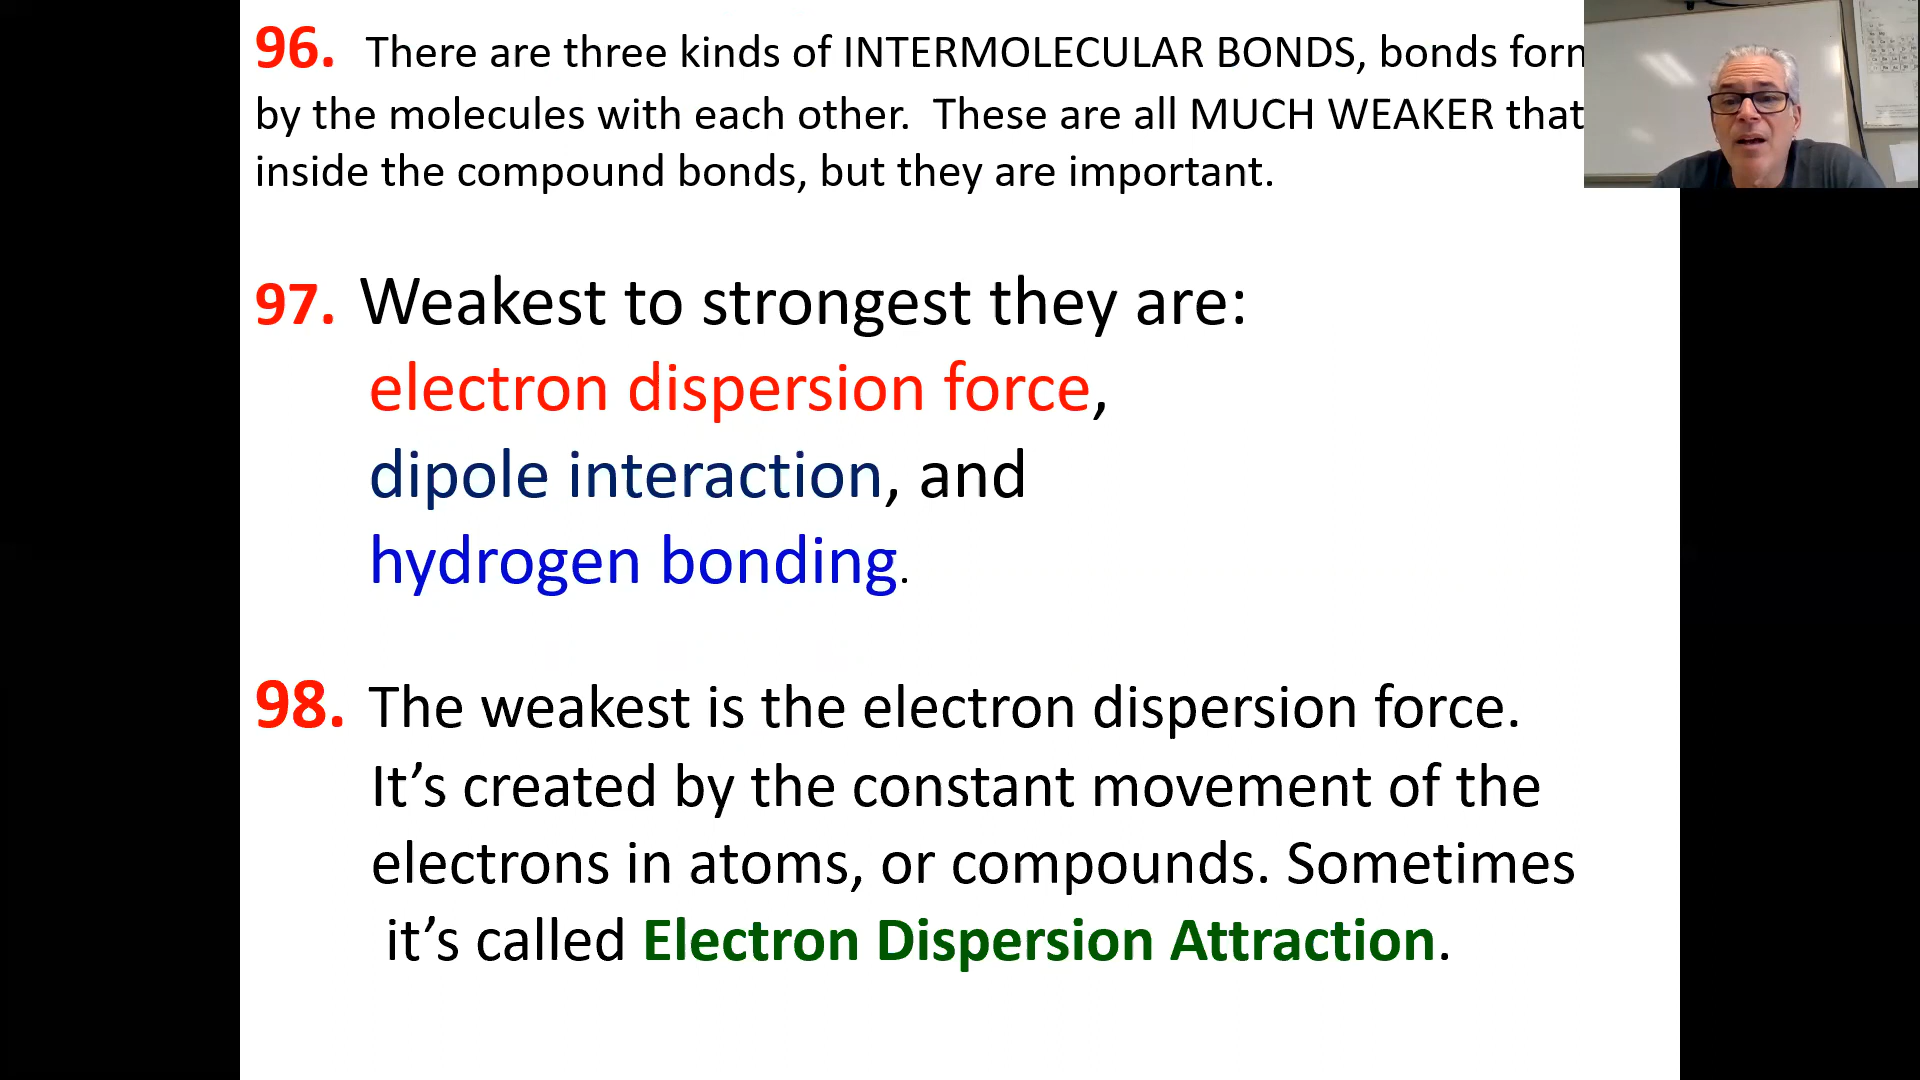 96. There are three kinds of INTERMOLECULAR BONDS, bonds
by the molecules with each other. These are all MUCH WEAKER that
inside the compound bonds, but they are important.
97. Weakest to strongest they are:
electron dispersion force,
dipole interaction, and
hydrogen bonding.
98. The weakest is the electron dispersion force.
It’s created by the constant movement of the
electrons in atoms, or compounds. Sometimes
it’s called Electron Dispersion Attraction.